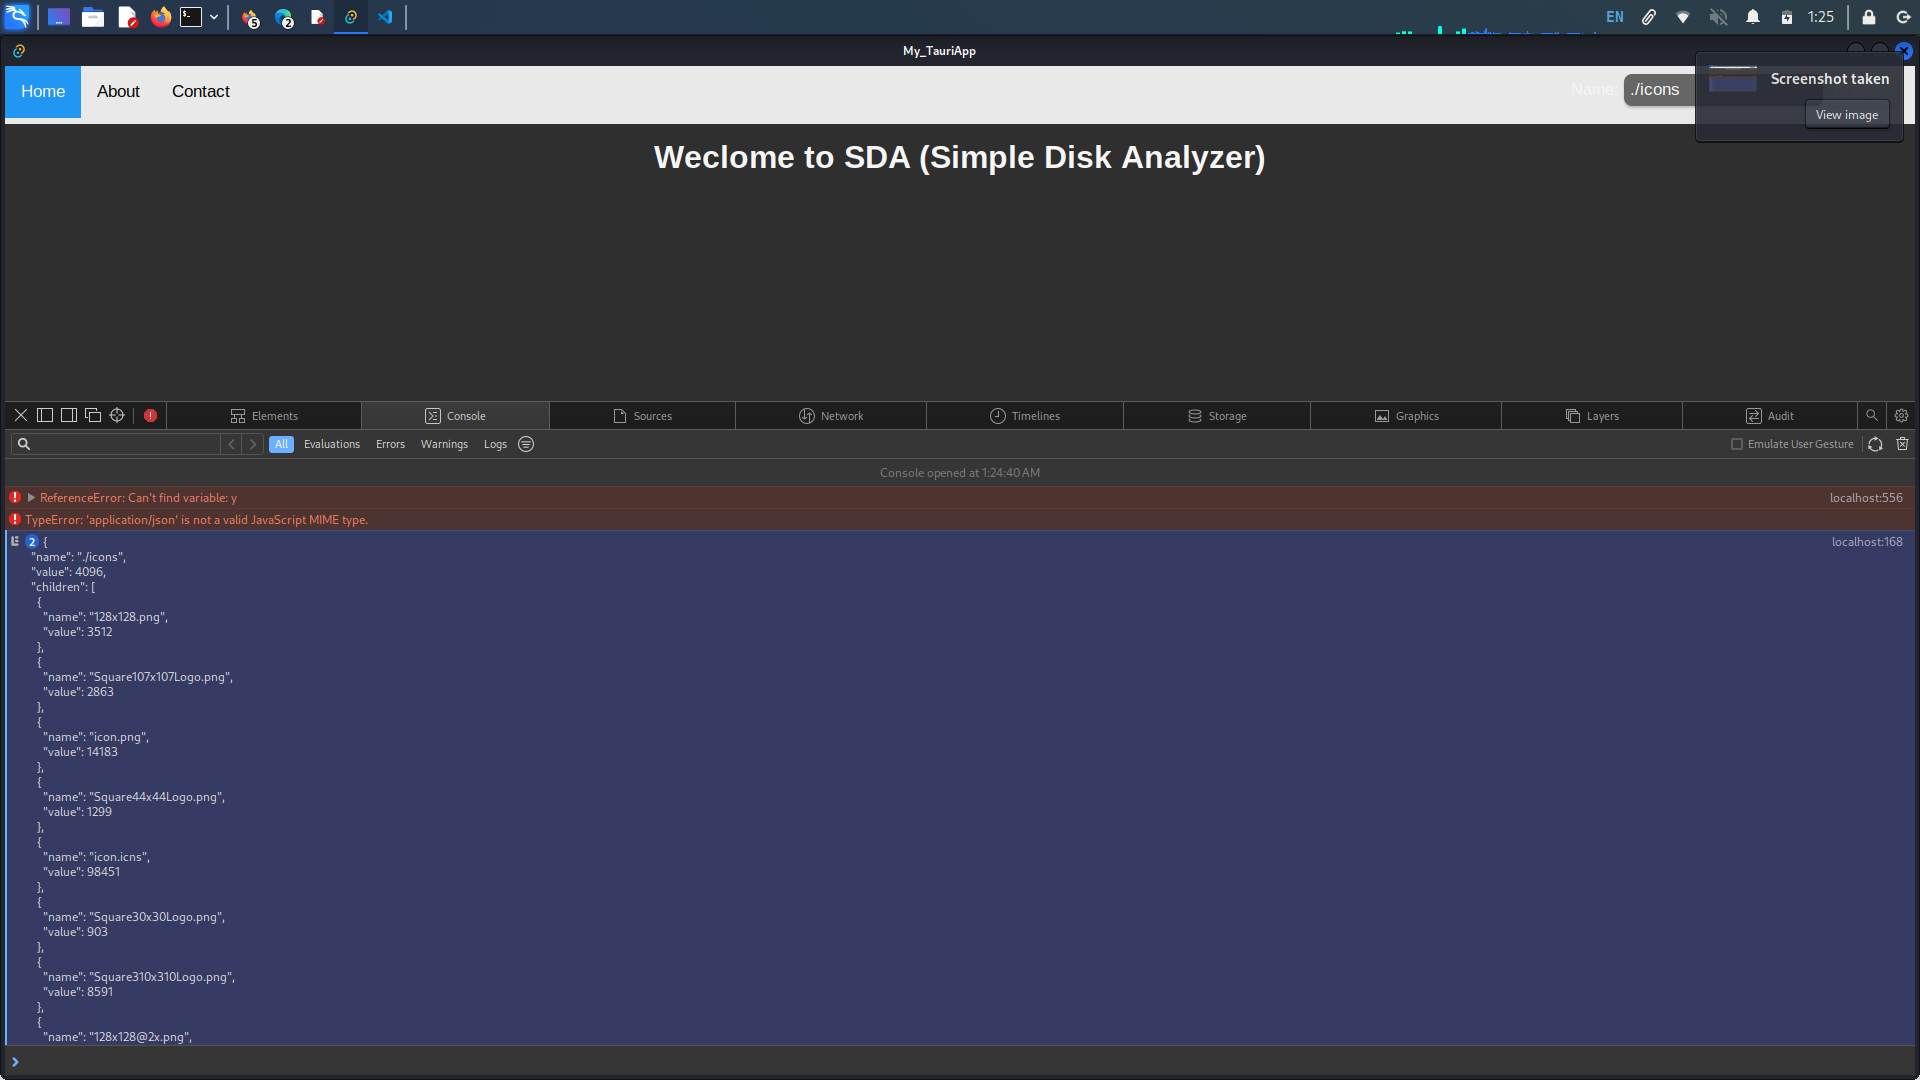 5
2
EN
1:25
My_TauriApp
Home
About
Contact
Name:
./icons
Screenshot taken
View image
Weclome to SDA (Simple Disk Analyzer)
Elements
Console
Sources
Network
Timelines
Storage
Graphics
Layers
Audit
All
Evaluations
Errors
Warnings
Logs
Emulate User Gesture
Console opened at 1:24:40 AM
ReferenceError: Can't find variable: y
localhost:556
TypeError: 'application/json' is not a valid JavaScript MIME type.
2 {
localhost:168
"name": "./icons",
"value": 4096,
"children": [
{
"name": "128x128.png",
"value": 3512
},
{
"name": "Square107x107Logo.png",
"value": 2863
},
{
"name": "icon.png",
"value": 14183
},
{
"name": "Square44x44Logo.png",
"value": 1299
},
{
"name": "icon.icns",
"value": 98451
},
{
"name": "Square30x30Logo.png",
"value": 903
},
{
"name": "Square310x310Logo.png",
"value": 8591
},
{
"name": "128x128@2x.png",